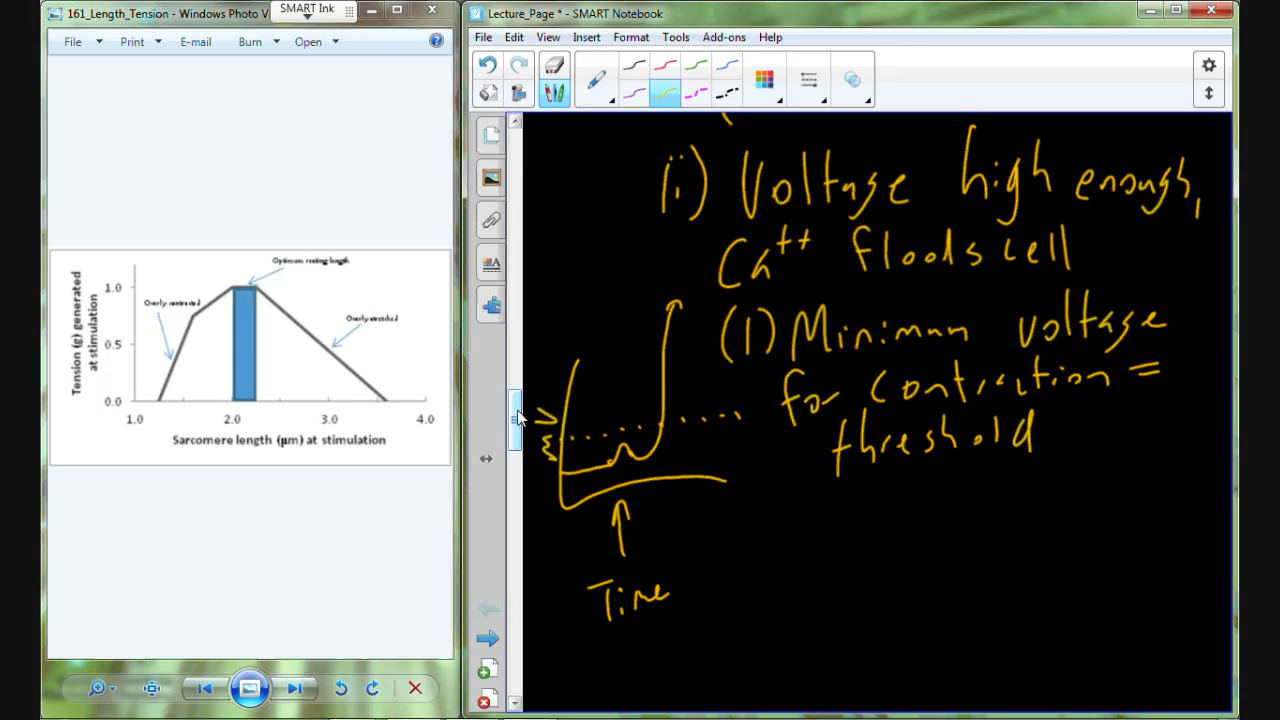 161_Length_Tension - Windows Photo V
SMART Ink
File Print E-mail Burn Open
Optimum resting length
Overly contracted
Overly stretched
Tension (g) generated
at stimulation
1.0
0.5
0.0
1.0 2.0 3.0 4.0
Sarcomere length (μm) at stimulation
Lecture_Page * - SMART Notebook
File Edit View Insert Format Tools Add-ons Help
ii) Voltage high enough,
Ca++ floods cell
(1) Minimum voltage
for contraction =
threshold
Time